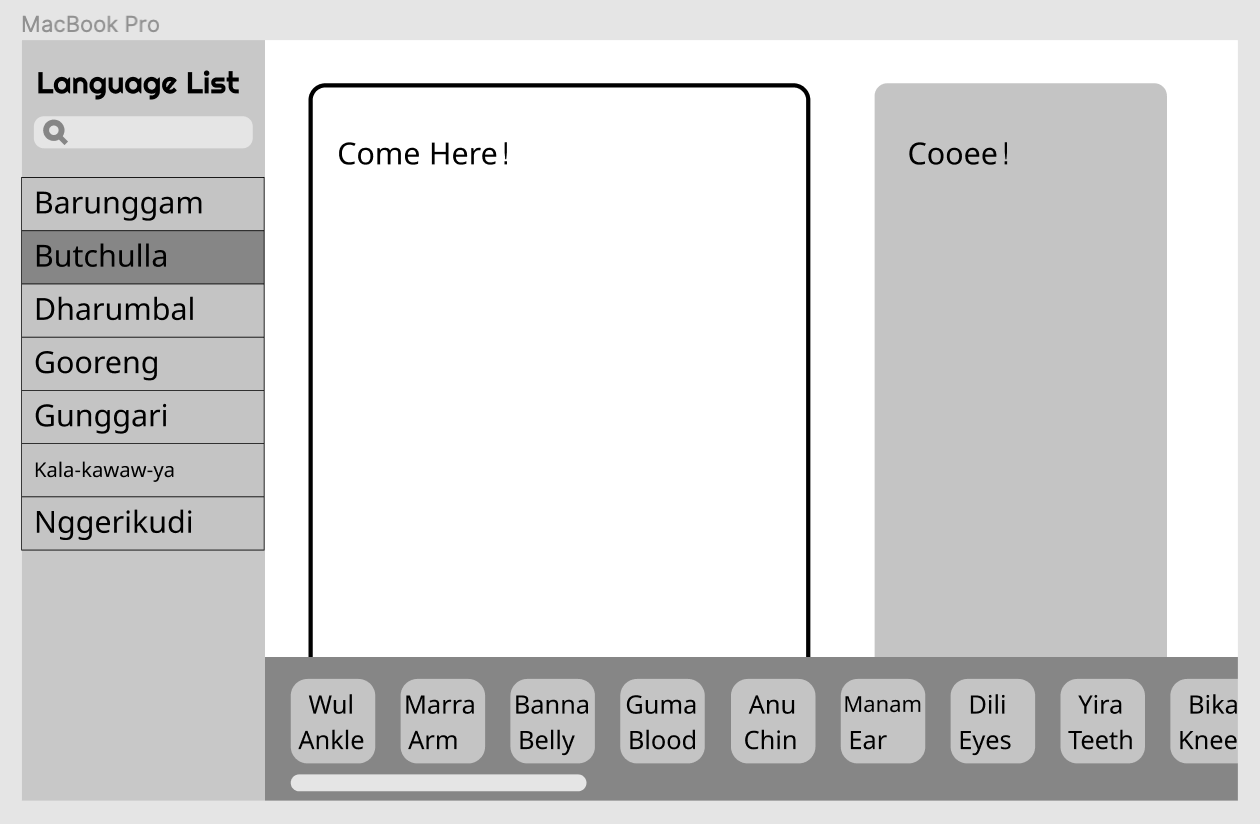 MacBook Pro
Language List
Barunggam
Butchulla
Dharumbal
Gooreng
Gunggari
Kala-kawaw-ya
Nggerikudi
Come Here!
Cooee!
Wul
Ankle
Marra
Arm
Banna
Belly
Guma
Blood
Anu
Chin
Manam
Ear
Dili
Eyes
Yira
Teeth
Bika
Knee